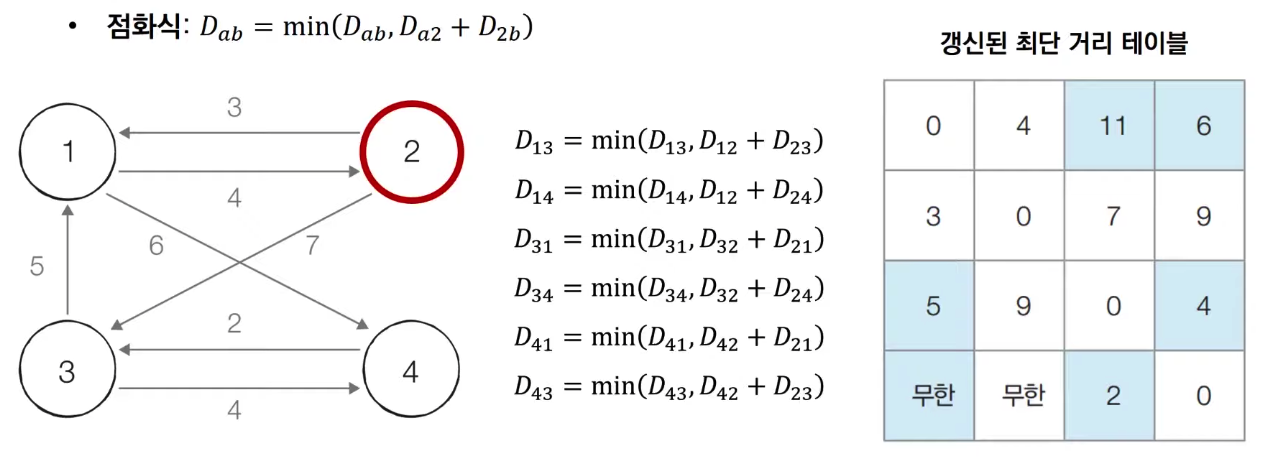 • 점화식: D_ab = min(D_ab, D_a2 + D_2b)
갱신된 최단 거리 테이블
1 3 2
4
6 7
5
3 2 4
4
D_13 = min(D_13, D_12 + D_23)
D_14 = min(D_14, D_12 + D_24)
D_31 = min(D_31, D_32 + D_21)
D_34 = min(D_34, D_32 + D_24)
D_41 = min(D_41, D_42 + D_21)
D_43 = min(D_43, D_42 + D_23)
0 4 11 6
3 0 7 9
5 9 0 4
무한 무한 2 0